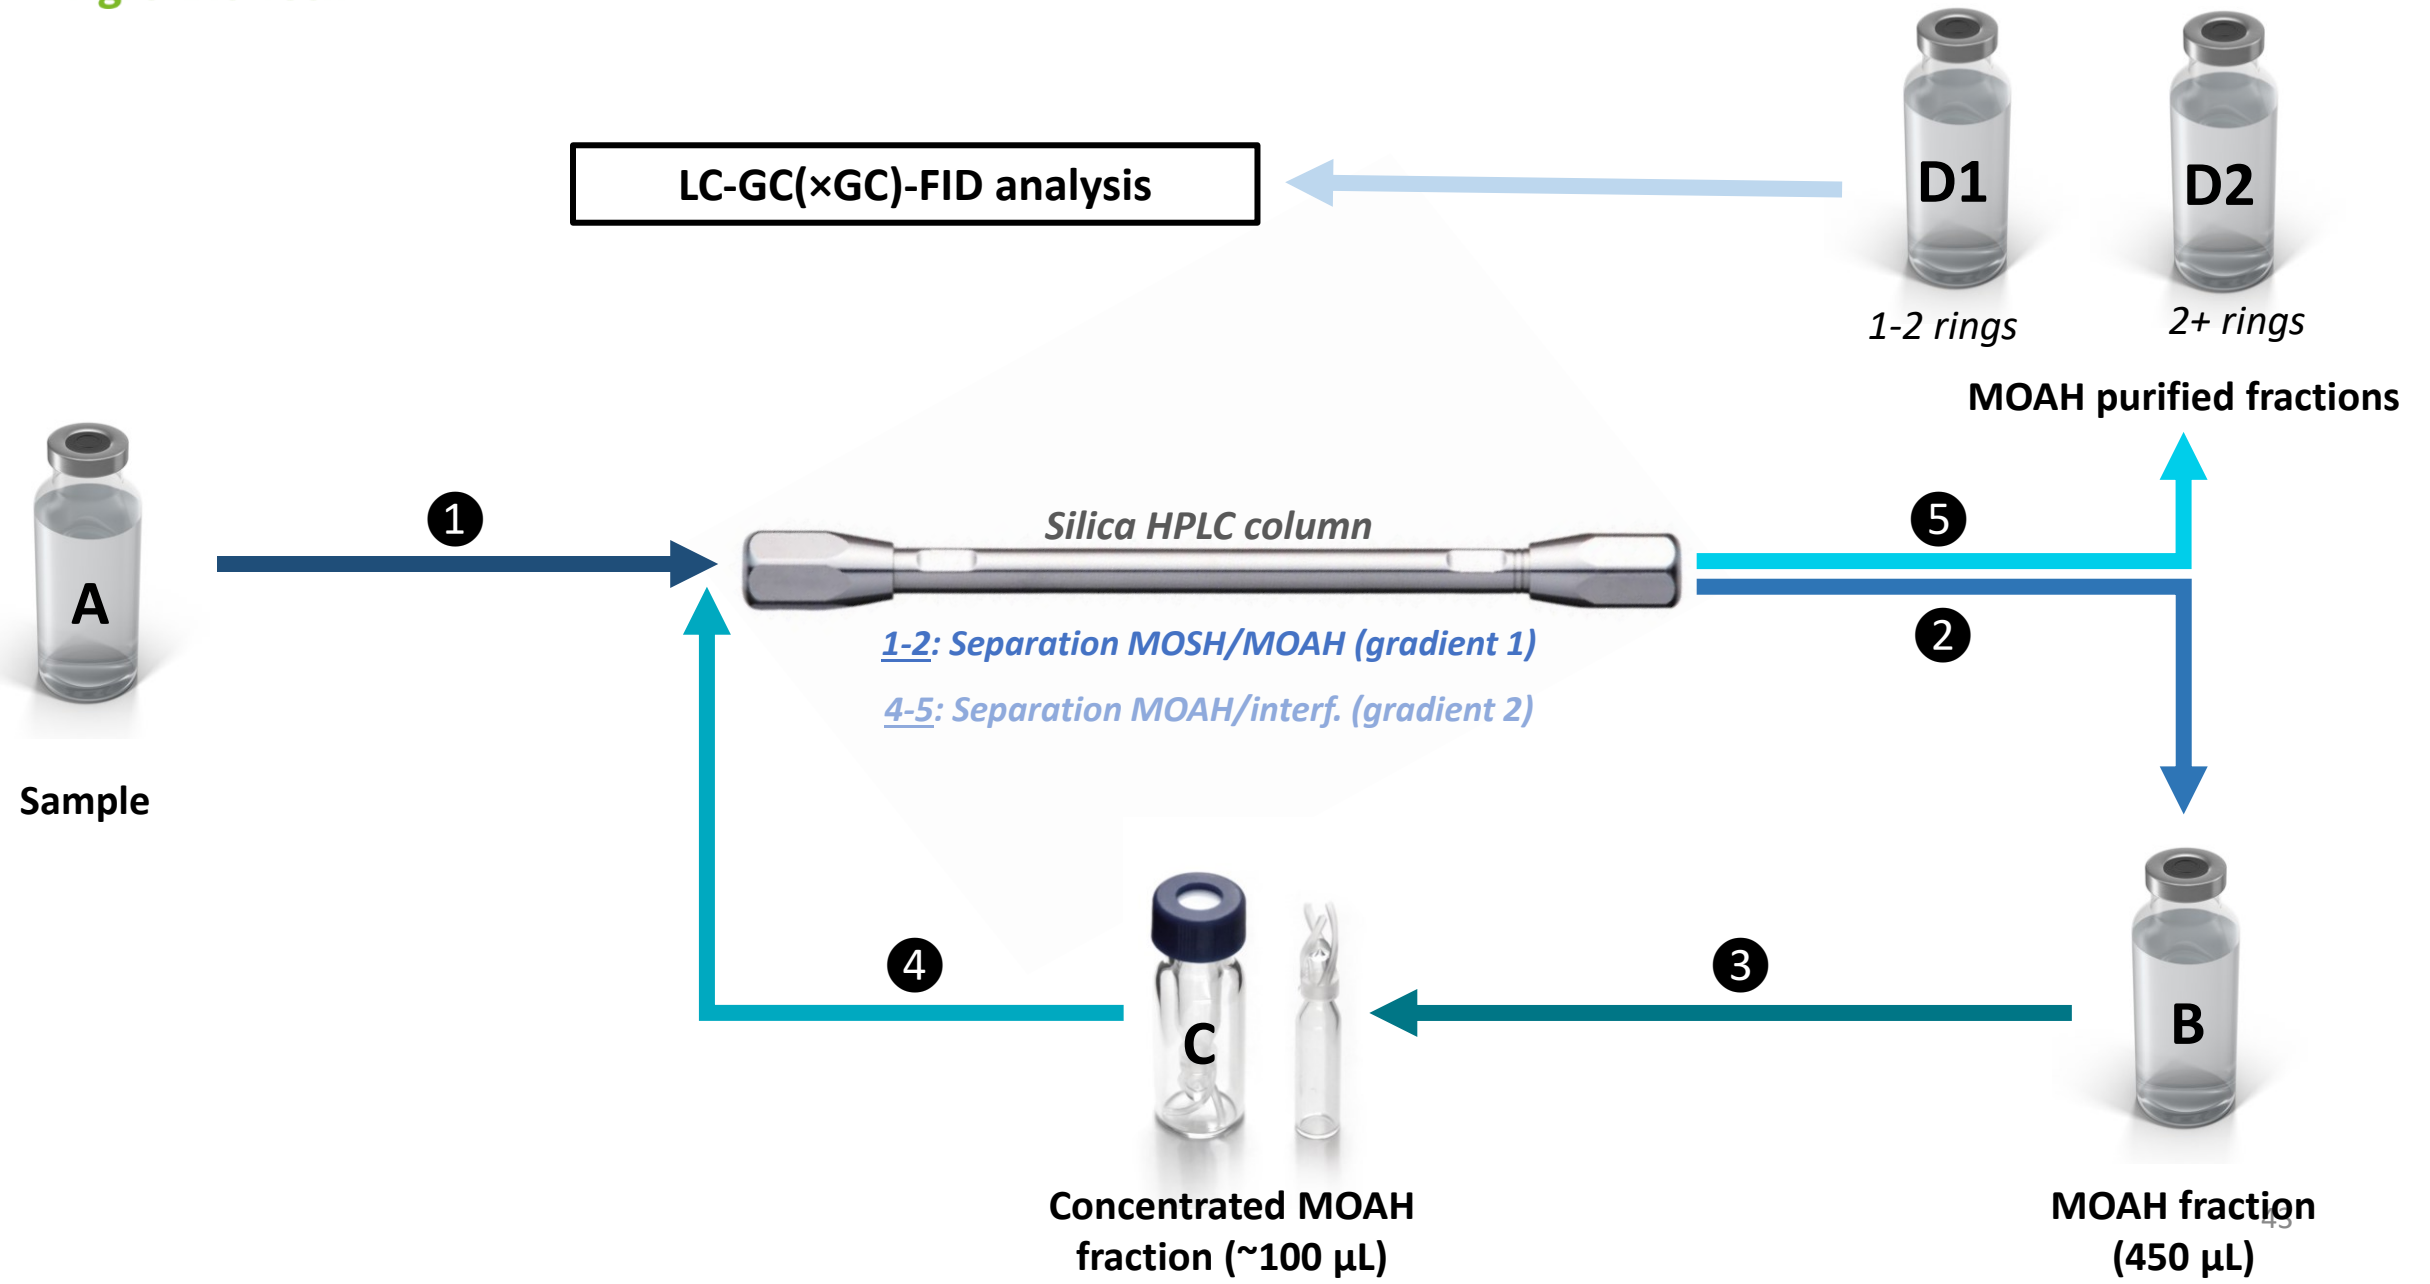 LC-GC(×GC)-FID analysis
D1
D2
1-2 rings
2+ rings
MOAH purified fractions
A
1
Silica HPLC column
5
2
1-2: Separation MOSH/MOAH (gradient 1)
4-5: Separation MOAH/interf. (gradient 2)
Sample
4
3
C
B
Concentrated MOAH
fraction (~100 µL)
MOAH fraction
(450 µL)
43